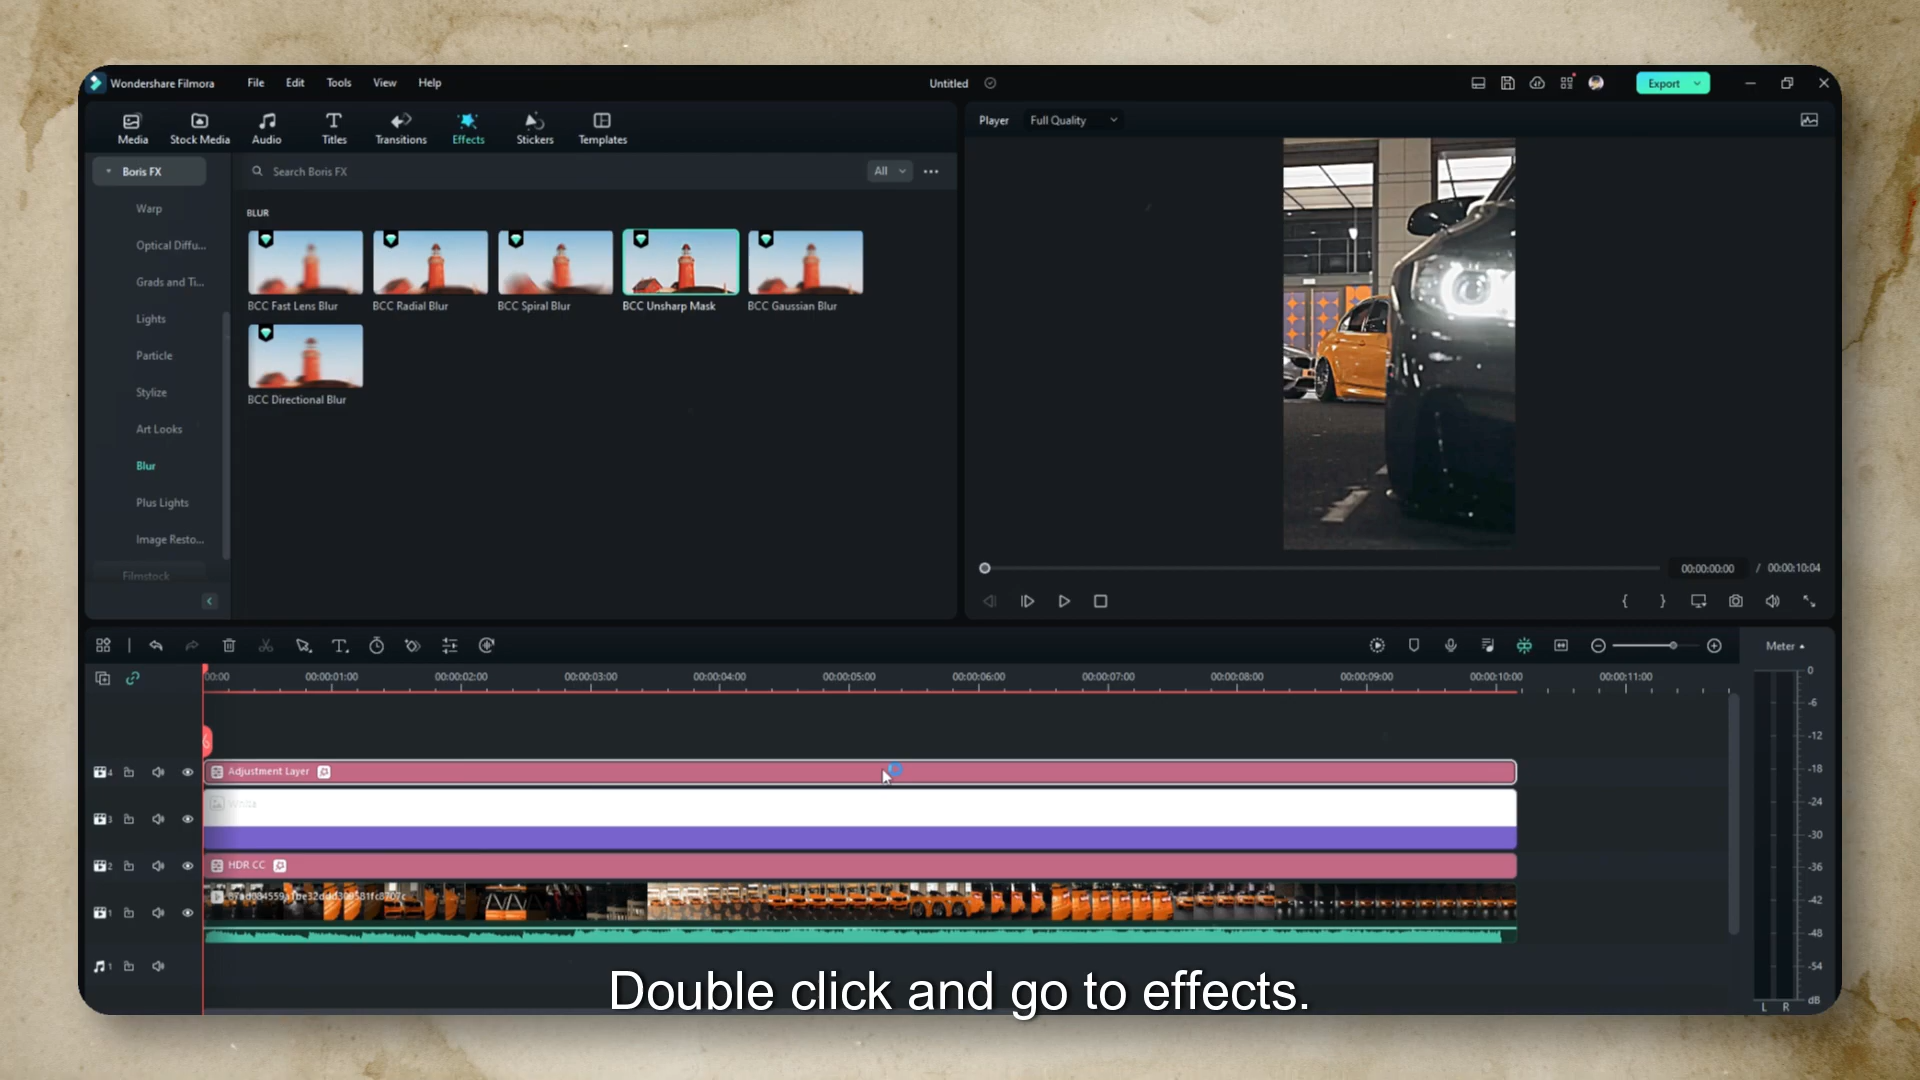 Wondershare Filmora File Edit Tools View Help Untitled Export
Media Stock Media Audio Titles Transitions Effects Stickers Templates
Player Full Quality
Boris FX
Search Boris FX All
Warp
Optical Diffu...
Grads and Ti...
Lights
Particle
Stylize
Art Looks
Blur
Plus Lights
Image Resto...
Filmstock
BLUR
BCC Fast Lens Blur BCC Radial Blur BCC Spiral Blur BCC Unsharp Mask BCC Gaussian Blur
BCC Directional Blur
00:00:00:00 / 00:00:10:04
Meter
00:00 00:00:01:00 00:00:02:00 00:00:03:00 00:00:04:00 00:00:05:00 00:00:06:00 00:00:07:00 00:00:08:00 00:00:09:00 00:00:10:00 00:00:11:00
4 Adjustment Layer
3 White
2 HDR CC
1
1
0
-6
-12
-18
-24
-30
-36
-42
-48
-54
dB
L R
Double click and go to effects.